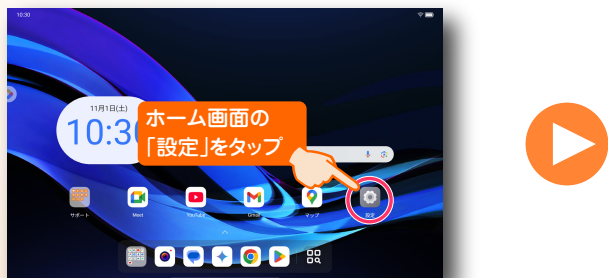 10:30
11月1日(土)
10:30
ホーム画面の
「設定」をタップ
サポート
Meet
YouTube
Gmail
マップ
設定